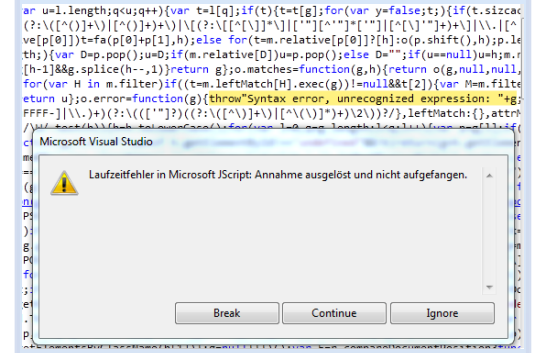 ar u=l.length;q<u;q++){var t=l[q];if(t){t=t[g];for(var y=false;t;){if(t.sizcac
(?:\([^()]+)\)|[^()]+)+\)|\[(?:\[[^[\]]*\]|['"][^'"]*['"]|[^[\]'"]+)+\]|\\.|[^
ve[p[0]])t=fa(p[0]+p[1],h);else for(t=m.relative[p[0]]?[h]:o(p.shift(),h);p.le
th;){var D=p.pop();u=D;if(m.relative[D])u=p.pop();else D="";if(u==null)u=h;m.r
[h-1]&&g.splice(h--,1)}return g};o.matches=function(g,h){return o(g,null,null,
for(var H in m.filter)if((t=m.leftMatch[H].exec(g))!=null&&t[2]){var M=m.filte
eturn u};o.error=function(g){throw"Syntax error, unrecognized expression: "+g;
FFFF-]|\\.)+)(?:\((['"]?)((?:\([^\)]+\)|[^\(\)]*)+)\2\))?/},leftMatch:{},attrM
Microsoft Visual Studio
Laufzeitfehler in Microsoft JScript: Annahme ausgelöst und nicht aufgefangen.
Break Continue Ignore